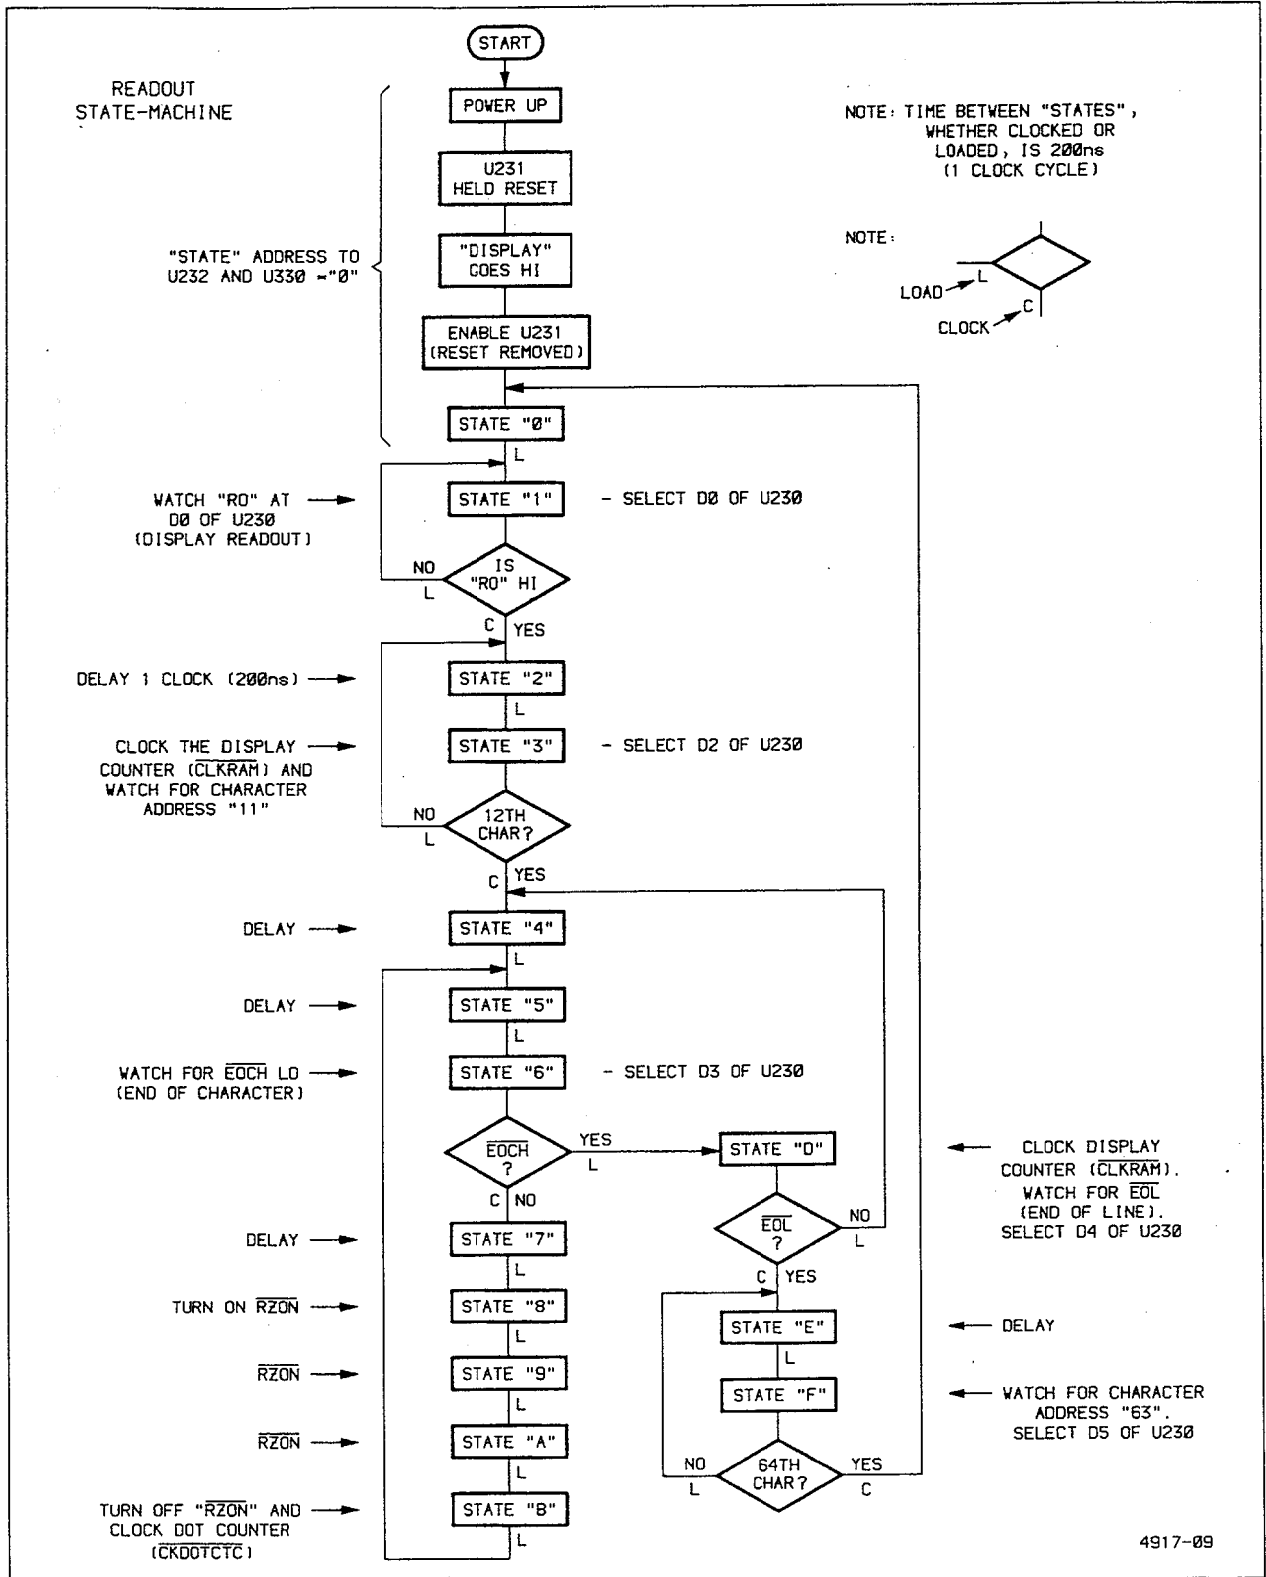 START
READOUT
STATE-MACHINE
POWER UP
NOTE: TIME BETWEEN "STATES",
WHETHER CLOCKED OR
LOADED, IS 200ns
(1 CLOCK CYCLE)
U231
HELD RESET
"STATE" ADDRESS TO
U232 AND U330 ="0"
"DISPLAY"
GOES HI
NOTE:
L
LOAD
C
CLOCK
ENABLE U231
(RESET REMOVED)
STATE "0"
L
WATCH "RO" AT
D0 OF U230
(DISPLAY READOUT)
STATE "1"
- SELECT D0 OF U230
IS
"RO" HI
NO
L
C YES
DELAY 1 CLOCK (200ns)
STATE "2"
L
CLOCK THE DISPLAY
COUNTER (CLKRAM) AND
WATCH FOR CHARACTER
ADDRESS "11"
STATE "3"
- SELECT D2 OF U230
12TH
CHAR?
NO
L
C YES
DELAY
STATE "4"
L
DELAY
STATE "5"
L
WATCH FOR EOCH LO
(END OF CHARACTER)
STATE "6"
- SELECT D3 OF U230
EOCH
?
YES
L
C NO
STATE "D"
CLOCK DISPLAY
COUNTER (CLKRAM).
WATCH FOR EOL
(END OF LINE).
SELECT D4 OF U230
EOL
?
NO
L
C YES
DELAY
STATE "7"
L
TURN ON RZON
STATE "8"
L
STATE "E"
L
DELAY
RZON
STATE "9"
L
STATE "F"
WATCH FOR CHARACTER
ADDRESS "63".
SELECT D5 OF U230
RZON
STATE "A"
L
64TH
CHAR?
NO
L
YES
C
TURN OFF "RZON" AND
CLOCK DOT COUNTER
(CKDOTCTC)
STATE "B"
L
4917-09